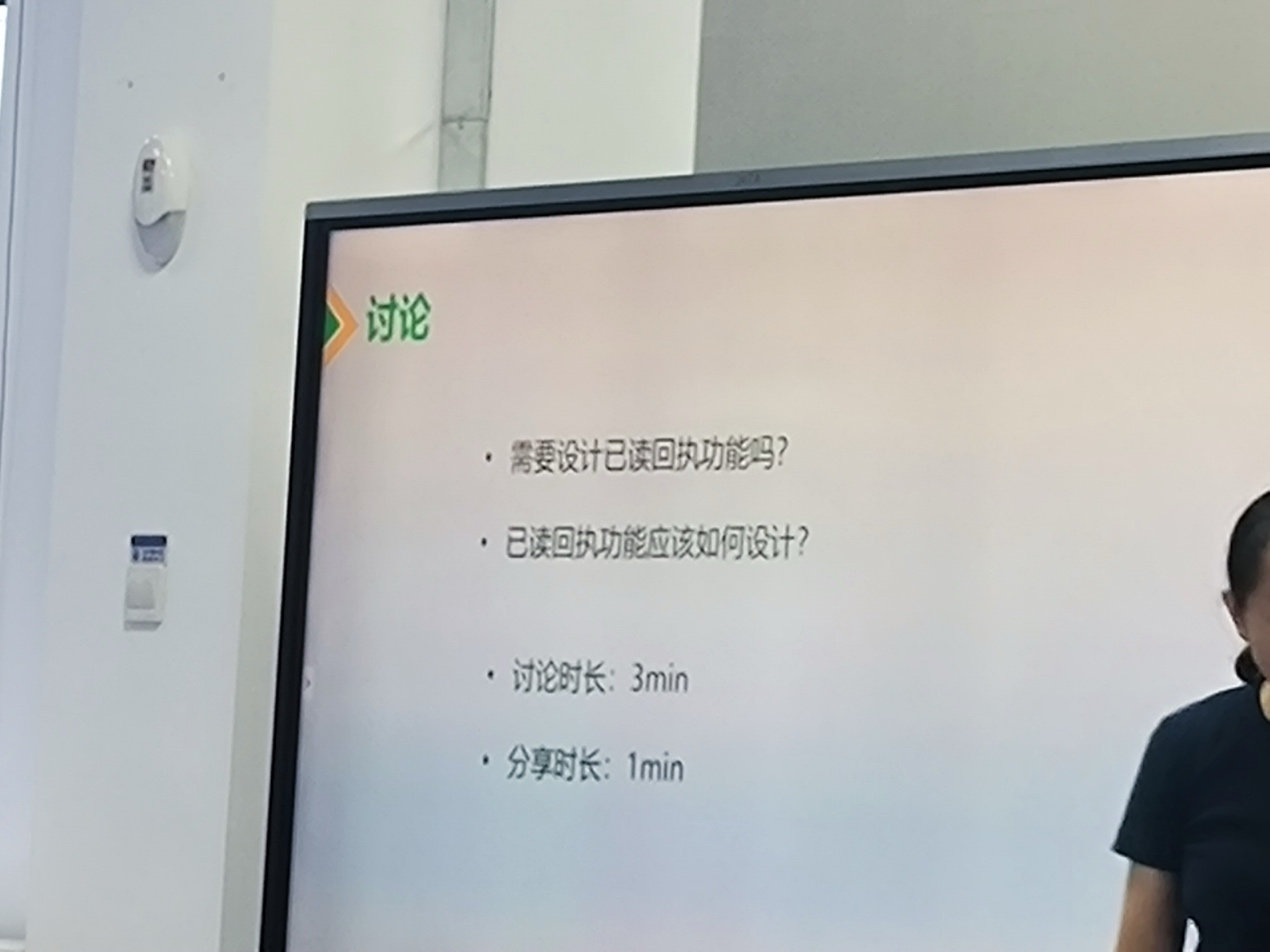 讨论
• 需要设计已读回执功能吗?
• 已读回执功能应该如何设计?
• 讨论时长：3min
• 分享时长：1min